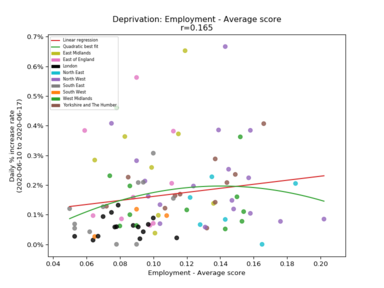 Deprivation: Employment - Average score
r=0.165
Daily % increase rate
(2020-06-10 to 2020-06-17)
0.7%
0.6%
0.5%
0.4%
0.3%
0.2%
0.1%
0.0%
Linear regression
Quadratic best fit
East Midlands
East of England
London
North East
North West
South East
South West
West Midlands
Yorkshire and The Humber
0.04 0.06 0.08 0.10 0.12 0.14 0.16 0.18 0.20
Employment - Average score